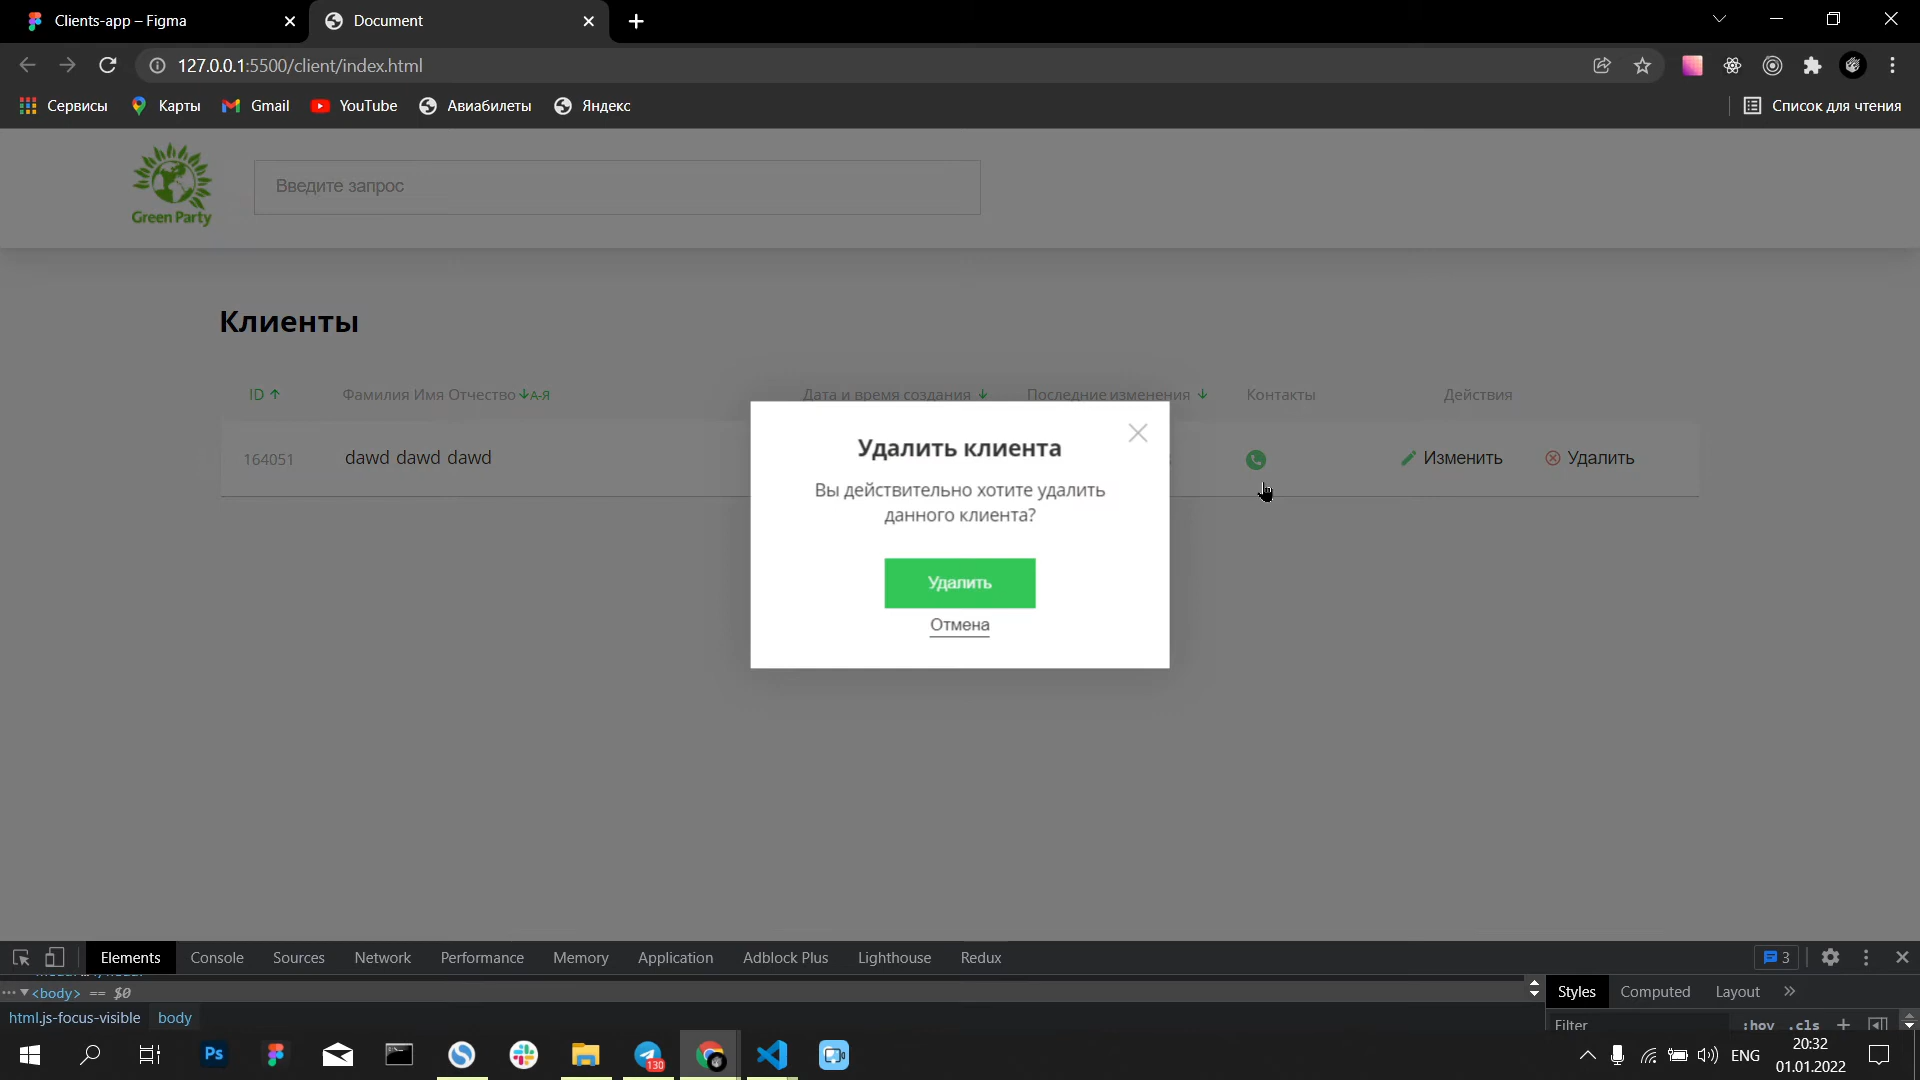 Clients-app – Figma
Document
127.0.0.1:5500/client/index.html
Сервисы
Карты
Gmail
YouTube
Авиабилеты
Яндекс
Список для чтения
Green Party
Введите запрос
Клиенты
ID
Фамилия Имя Отчество
А-Я
Дата и время создания
Последние изменения
Контакты
Действия
164051
dawd dawd dawd
Изменить
Удалить
Удалить клиента
Вы действительно хотите удалить
данного клиента?
Удалить
Отмена
Elements
Console
Sources
Network
Performance
Memory
Application
Adblock Plus
Lighthouse
Redux
3
<body> == $0
Styles
Computed
Layout
html.js-focus-visible
body
Filter
:hov
.cls
Ps
130
ENG
20:32
01.01.2022